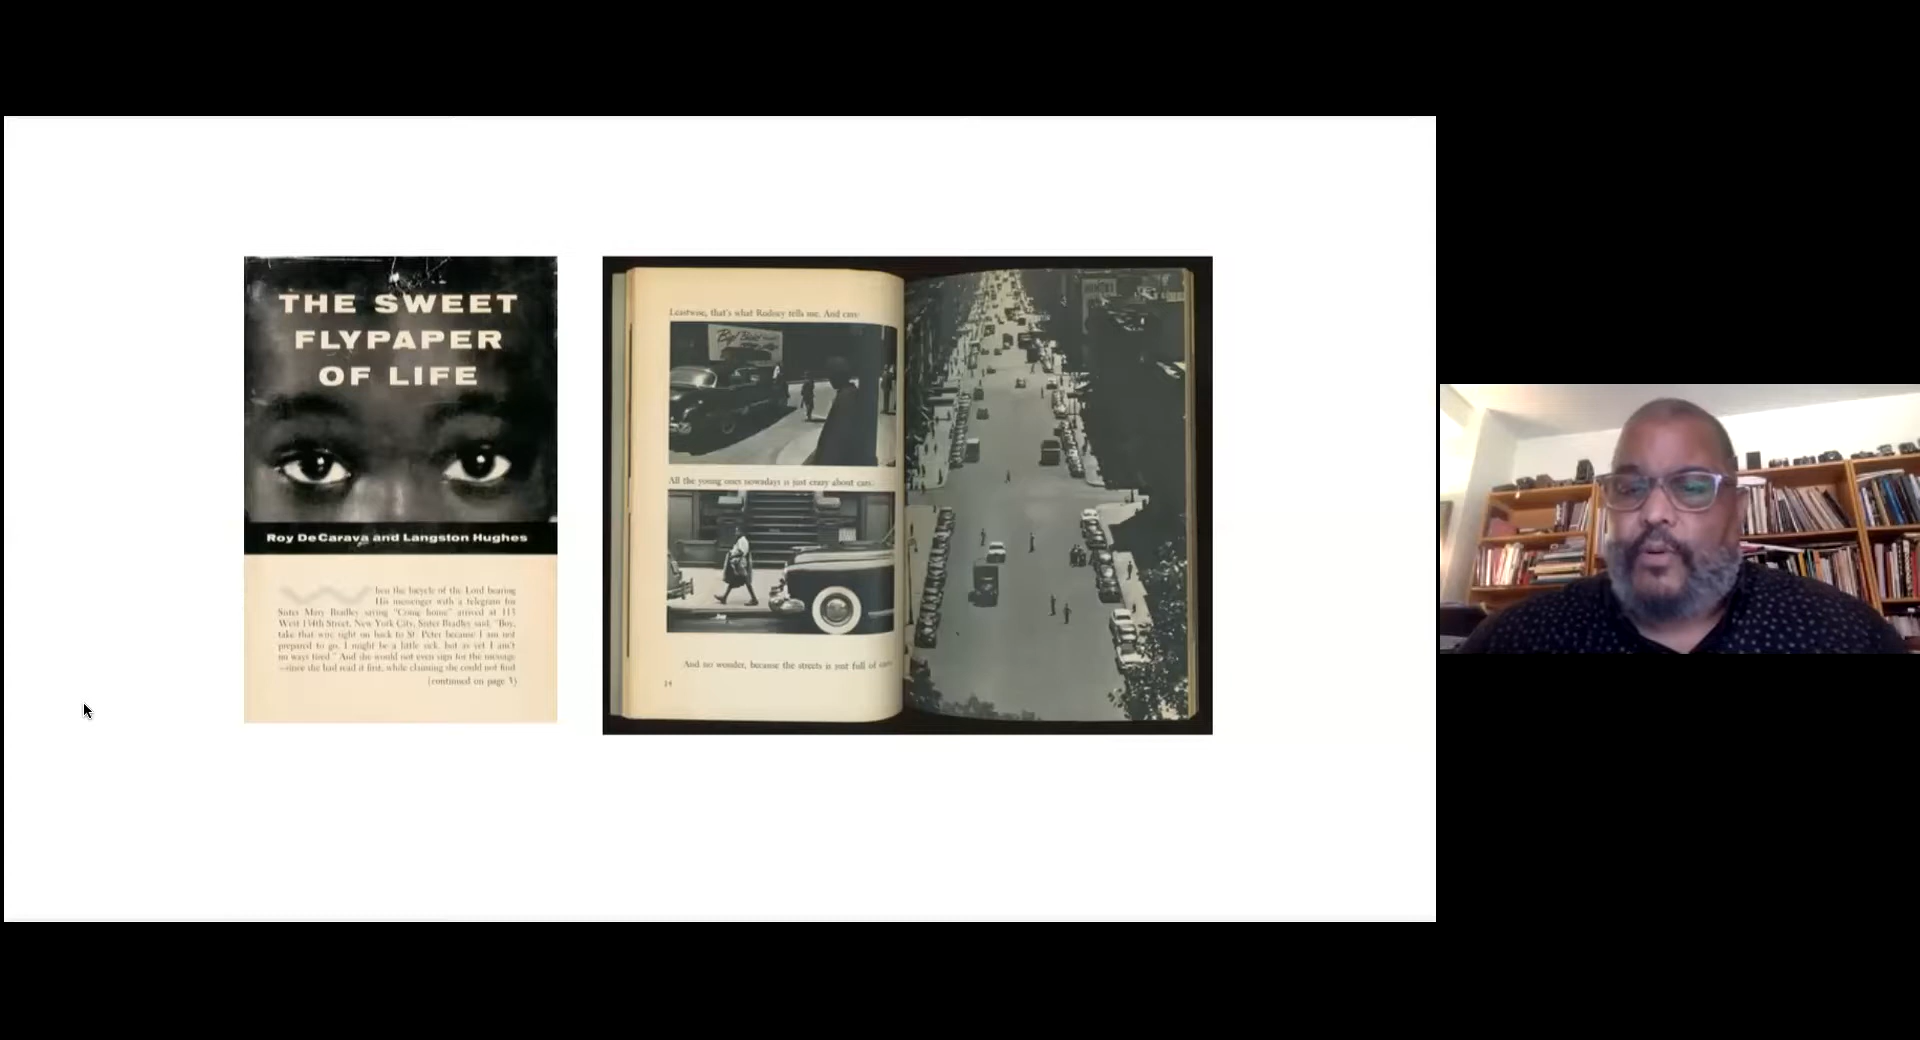 THE SWEET
FLYPAPER
OF LIFE
Roy DeCarava and Langston Hughes
hen the bicycle of the Lord bearing
His messenger with a telegram for
Sister Mary Bradley saying "Come home" arrived at 113
West 134th Street, New York City, Sister Bradley said, "Boy,
take that wire right on back to St. Peter because I am not
prepared to go. I might be a little sick, but as yet I ain't
no ways tired." And she would not even sign for the message
—since she had read it first, while claiming she could not find
(continued on page 3)
Leastwise, that's what Rodney tells me. And cars
All the young ones nowadays is just crazy about cars.
And no wonder, because the streets is just full of cars